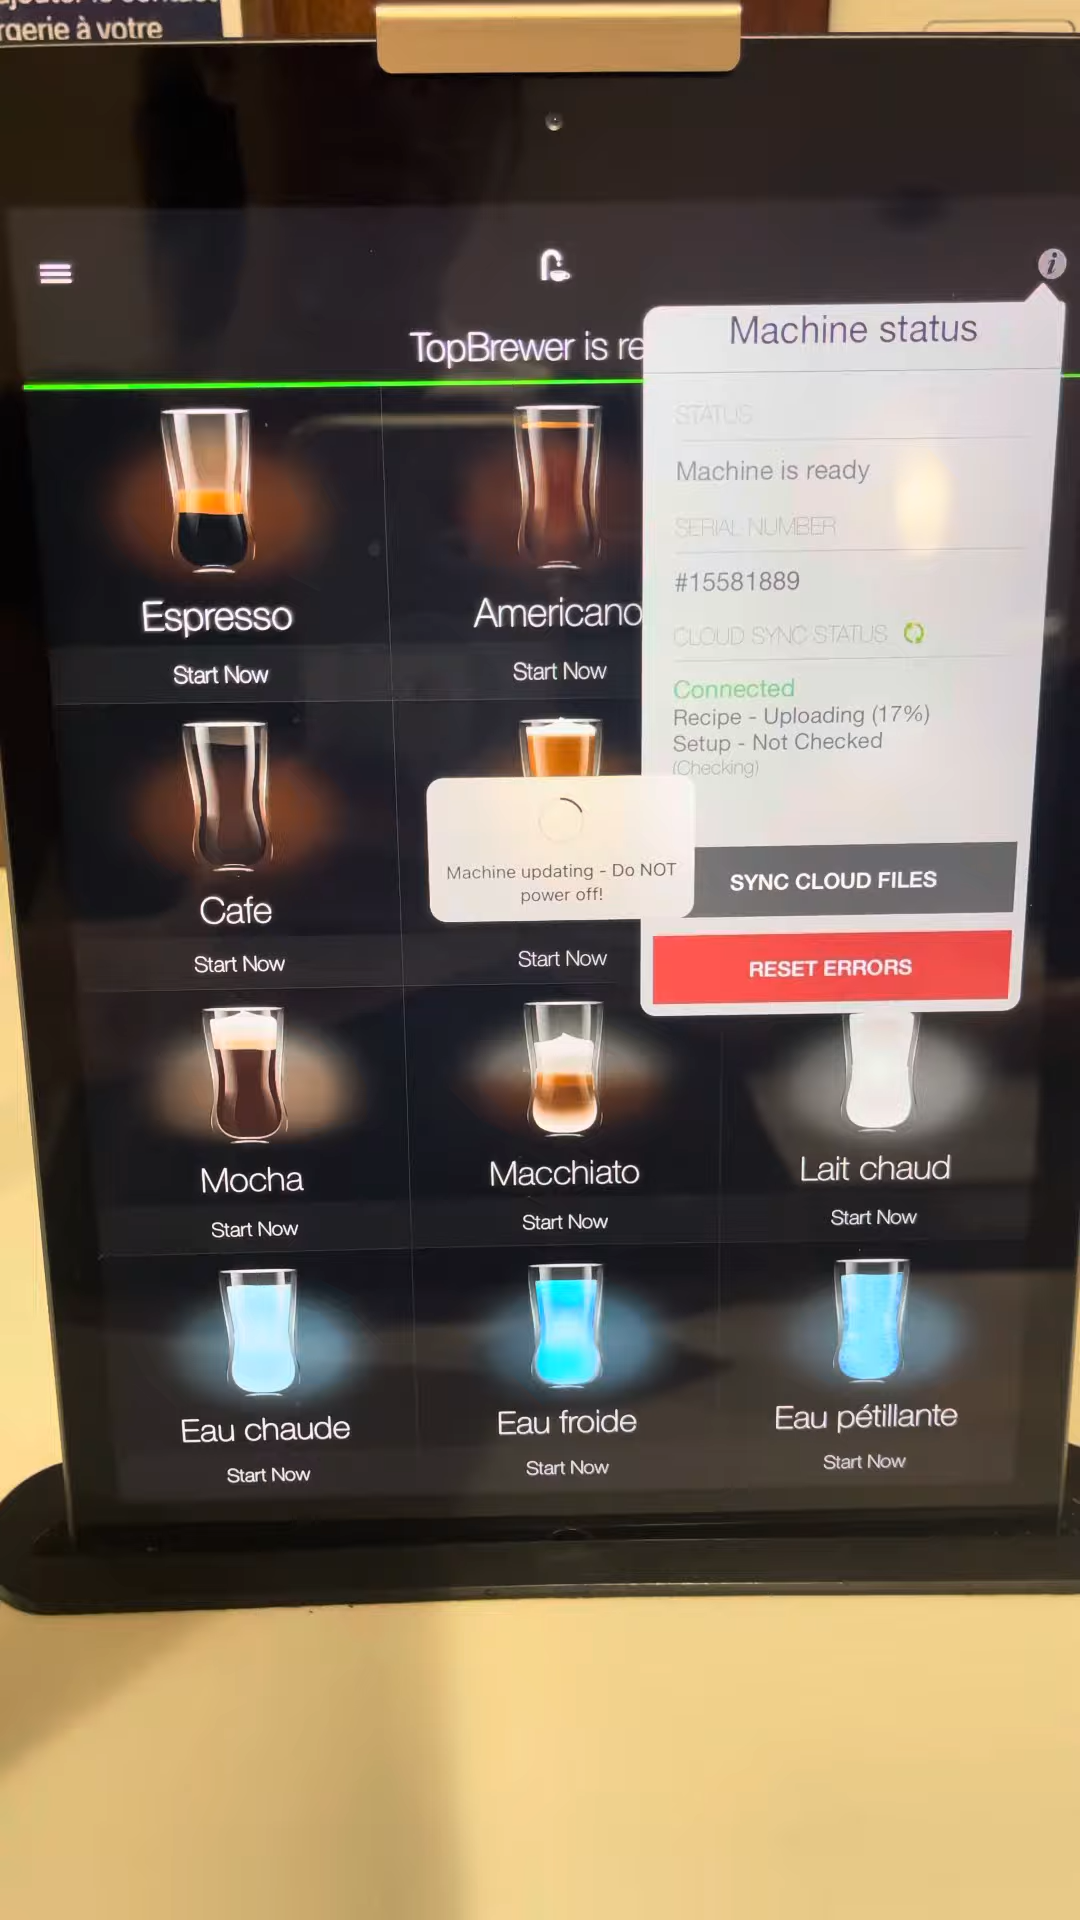 rgerie à votre
TopBrewer is re
Machine status
STATUS
Machine is ready
SERIAL NUMBER
#15581889
CLOUD SYNC STATUS
Connected
Recipe - Uploading (17%)
Setup - Not Checked
(Checking)
SYNC CLOUD FILES
RESET ERRORS
Machine updating - Do NOT
power off!
Espresso
Start Now
Americano
Start Now
Cafe
Start Now
Start Now
Mocha
Start Now
Macchiato
Start Now
Lait chaud
Start Now
Eau chaude
Start Now
Eau froide
Start Now
Eau pétillante
Start Now